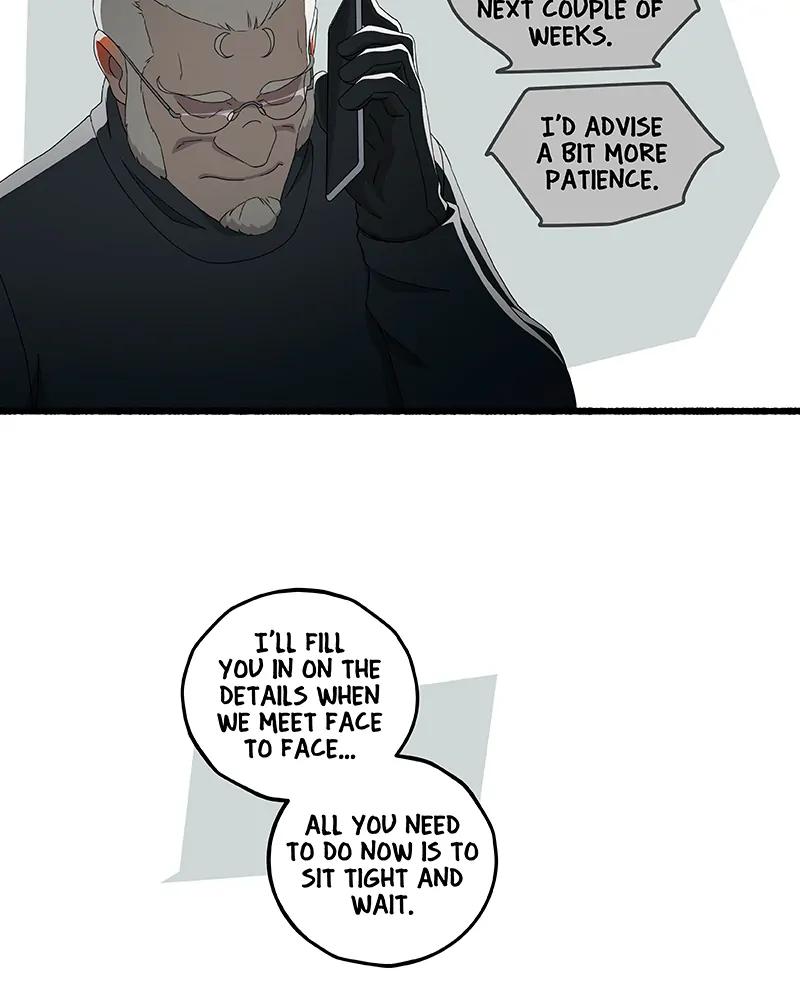 NEXT COUPLE OF
WEEKS.
I'D ADVISE
A BIT MORE
PATIENCE.
I'LL FILL
YOU IN ON THE
DETAILS WHEN
WE MEET FACE
TO FACE...
ALL YOU NEED
TO DO NOW IS TO
SIT TIGHT AND
WAIT.